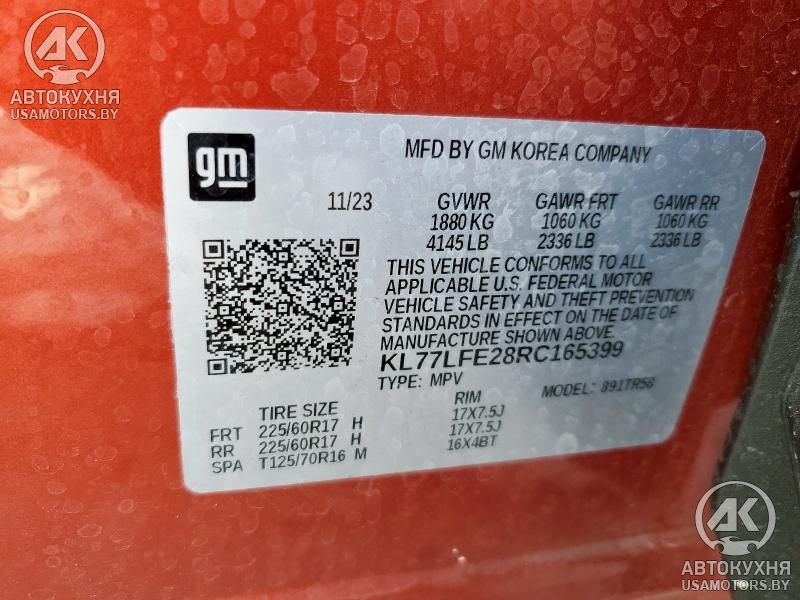 АК
АВТОКУХНЯ
USAMOTORS.BY
gm
MFD BY GM KOREA COMPANY
11/23 GVWR GAWR FRT GAWR RR
1880 KG 1060 KG 1060 KG
4145 LB 2336 LB 2336 LB
THIS VEHICLE CONFORMS TO ALL
APPLICABLE U.S. FEDERAL MOTOR
VEHICLE SAFETY AND THEFT PREVENTION
STANDARDS IN EFFECT ON THE DATE OF
MANUFACTURE SHOWN ABOVE.
KL77LFE28RC165399
TYPE: MPV MODEL: 891TR58
TIRE SIZE RIM
FRT 225/60R17 H 17X7.5J
RR 225/60R17 H 17X7.5J
SPA T125/70R16 M 16X4BT
АК
АВТОКУХНЯ
USAMOTORS.BY